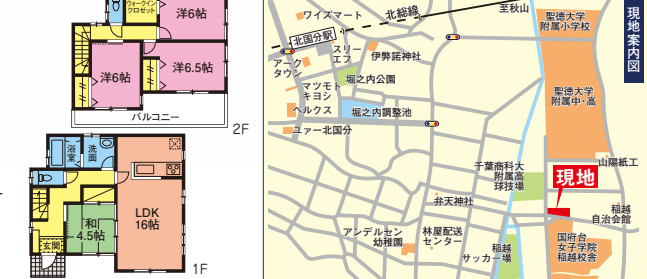 ウォークイン
クロゼット
洋6帖
洋6帖
洋6.5帖
バルコニー
2F
浴室
洗面
LDK
16帖
和
4.5帖
玄関
1F
現地案内図
ワイズマート
北総線
至秋山
聖徳大学
附属小学校
北国分駅
スリー
エフ
伊弉諾神社
アーク
タウン
堀之内公園
マツモト
キヨシ
聖徳大学
附属中・高
ベルクス
堀之内調整池
ユアー北国分
山陽紙工
千葉商科大
附属高
球技場
現地
弁天神社
稲越
自治会館
アンデルセン
幼稚園
林屋配送
センター
稲越
サッカー場
国府台
女子学院
稲越校舎